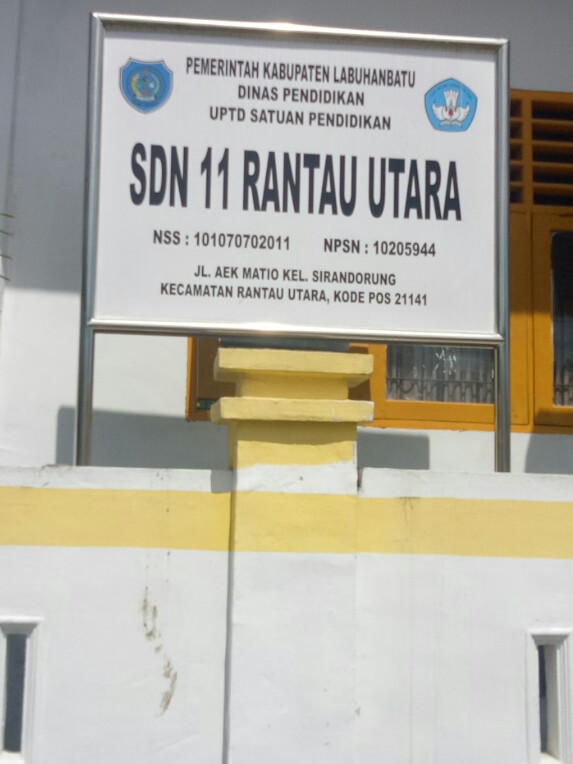 PEMERINTAH KABUPATEN LABUHANBATU
DINAS PENDIDIKAN
UPTD SATUAN PENDIDIKAN
SDN 11 RANTAU UTARA
NSS : 101070702011 NPSN : 10205944
JL. AEK MATIO KEL. SIRANDORUNG
KECAMATAN RANTAU UTARA, KODE POS 21141